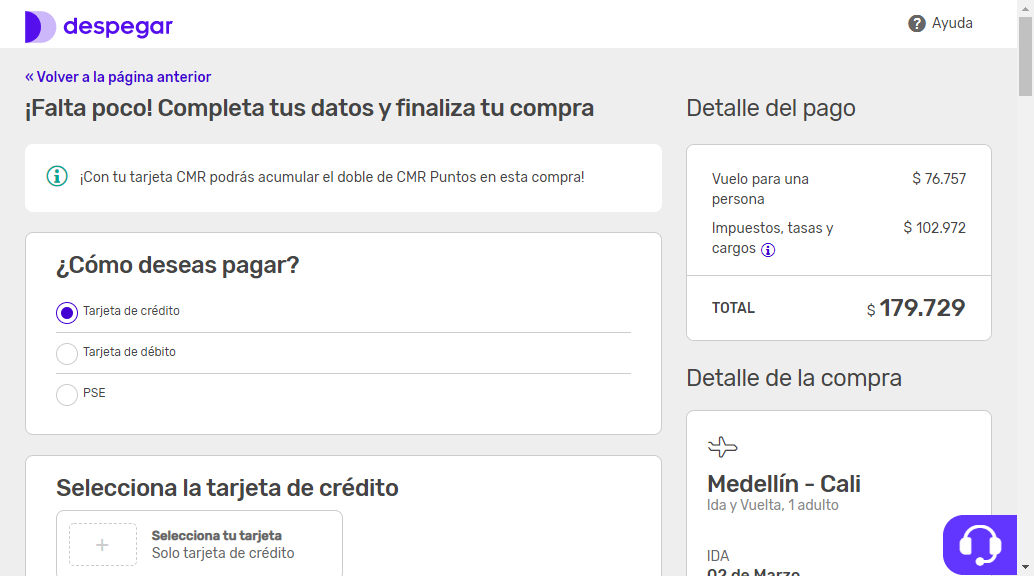 despegar
? Ayuda
« Volver a la página anterior
¡Falta poco! Completa tus datos y finaliza tu compra
¡Con tu tarjeta CMR podrás acumular el doble de CMR Puntos en esta compra!
¿Cómo deseas pagar?
Tarjeta de crédito
Tarjeta de débito
PSE
Selecciona la tarjeta de crédito
Selecciona tu tarjeta
Solo tarjeta de crédito
Detalle del pago
Vuelo para una persona $ 76.757
Impuestos, tasas y cargos $ 102.972
TOTAL $ 179.729
Detalle de la compra
Medellín - Cali
Ida y Vuelta, 1 adulto
IDA
02 de Marzo